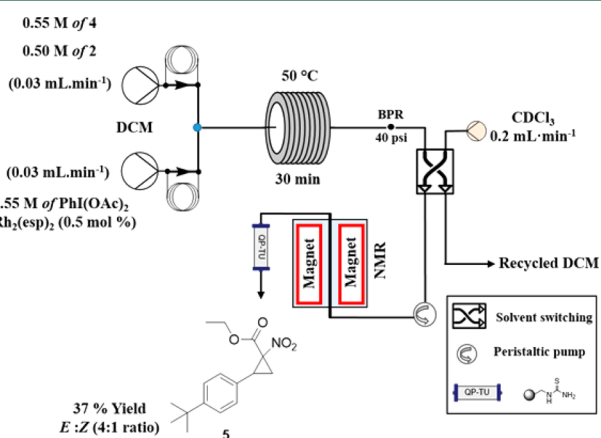 0.55 M of 4
0.50 M of 2
(0.03 mL.min-1)
DCM
(0.03 mL.min-1)
.55 M of PhI(OAc)2
Rh2(esp)2 (0.5 mol %)
50 °C
30 min
BPR
40 psi
CDCl3
0.2 mL·min-1
Recycled DCM
QP-TU
Magnet
Magnet
NMR
Solvent switching
Peristaltic pump
QP-TU
S
N
H
NH2
O
O
NO2
37 % Yield
E :Z (4:1 ratio)
5